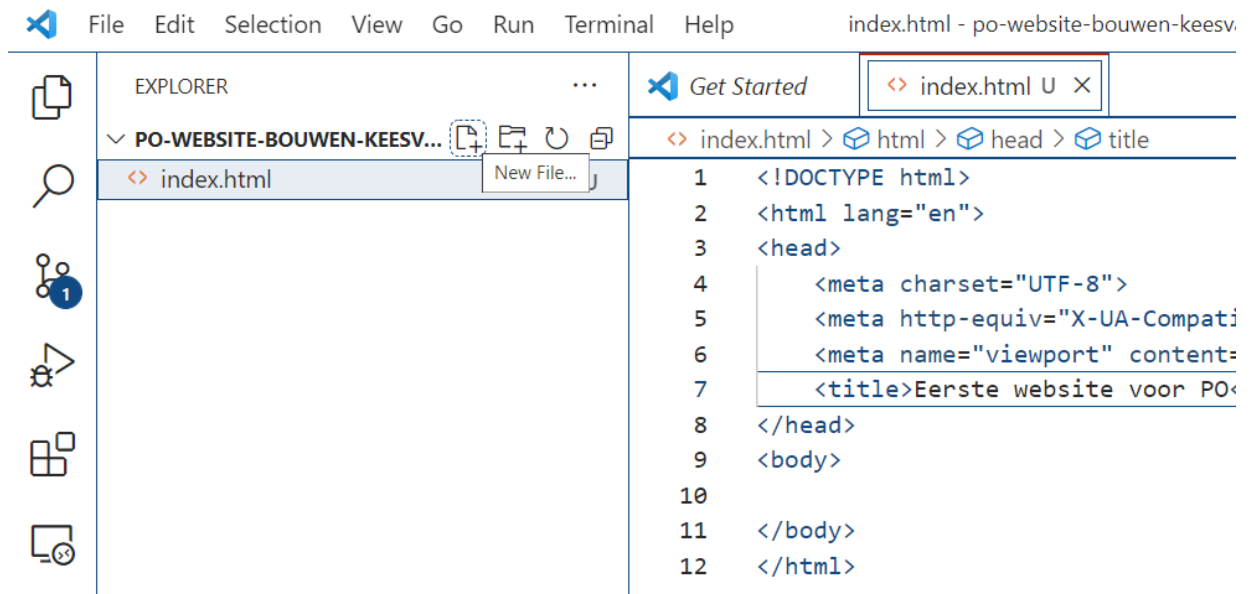 File Edit Selection View Go Run Terminal Help index.html - po-website-bouwen-keesv
EXPLORER ...
PO-WEBSITE-BOUWEN-KEESV...
New File...
index.html
Get Started index.html U
index.html > html > head > title
1 <!DOCTYPE html>
2 <html lang="en">
3 <head>
4 <meta charset="UTF-8">
5 <meta http-equiv="X-UA-Compati
6 <meta name="viewport" content=
7 <title>Eerste website voor PO<
8 </head>
9 <body>
10
11 </body>
12 </html>
1